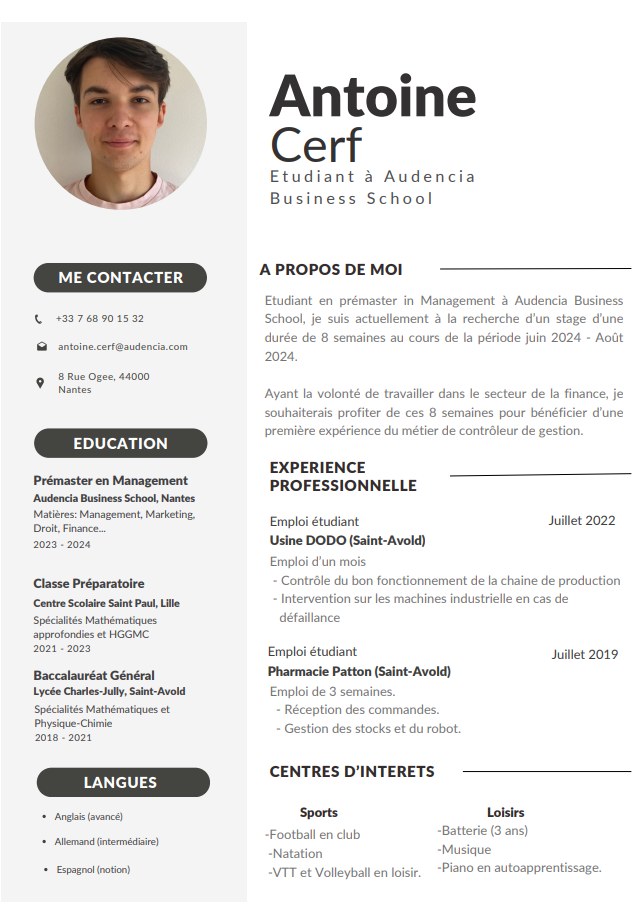 Antoine
Cerf
Etudiant à Audencia
Business School
ME CONTACTER
+33 7 68 90 15 32
antoine.cerf@audencia.com
8 Rue Ogee, 44000
Nantes
EDUCATION
Prémaster en Management
Audencia Business School, Nantes
Matières: Management, Marketing,
Droit, Finance...
2023 - 2024
Classe Préparatoire
Centre Scolaire Saint Paul, Lille
Spécialités Mathématiques
approfondies et HGGMC
2021 - 2023
Baccalauréat Général
Lycée Charles-Jully, Saint-Avold
Spécialités Mathématiques et
Physique-Chimie
2018 - 2021
LANGUES
• Anglais (avancé)
• Allemand (intermédiaire)
• Espagnol (notion)
A PROPOS DE MOI
Etudiant en prémaster in Management à Audencia Business
School, je suis actuellement à la recherche d'un stage d'une
durée de 8 semaines au cours de la période juin 2024 - Août
2024.
Ayant la volonté de travailler dans le secteur de la finance, je
souhaiterais profiter de ces 8 semaines pour bénéficier d'une
première expérience du métier de contrôleur de gestion.
EXPERIENCE
PROFESSIONNELLE
Emploi étudiant Juillet 2022
Usine DODO (Saint-Avold)
Emploi d'un mois
- Contrôle du bon fonctionnement de la chaine de production
- Intervention sur les machines industrielle en cas de
défaillance
Emploi étudiant Juillet 2019
Pharmacie Patton (Saint-Avold)
Emploi de 3 semaines.
- Réception des commandes.
- Gestion des stocks et du robot.
CENTRES D'INTERETS
Sports
-Football en club
-Natation
-VTT et Volleyball en loisir.
Loisirs
-Batterie (3 ans)
-Musique
-Piano en autoapprentissage.